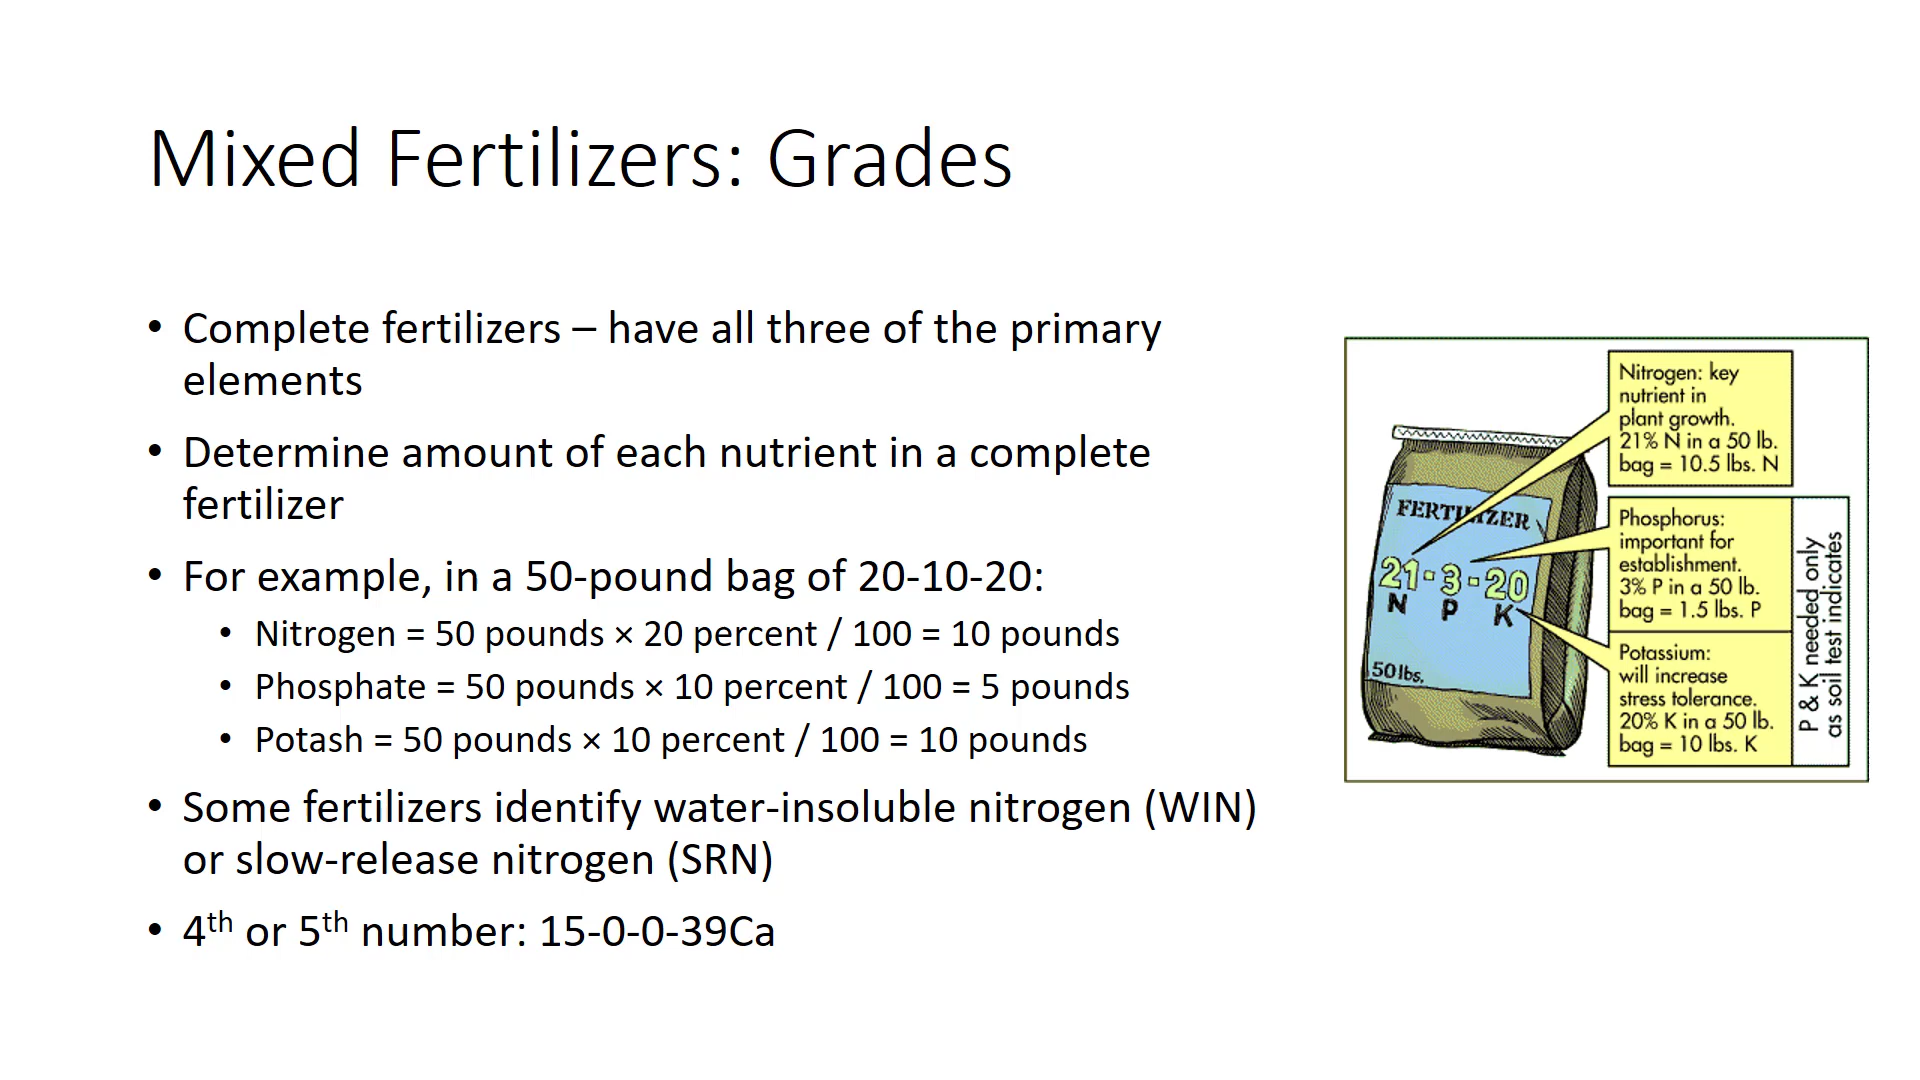 Mixed Fertilizers: Grades
• Complete fertilizers – have all three of the primary
elements
• Determine amount of each nutrient in a complete
fertilizer
• For example, in a 50-pound bag of 20-10-20:
• Nitrogen = 50 pounds × 20 percent / 100 = 10 pounds
• Phosphate = 50 pounds × 10 percent / 100 = 5 pounds
• Potash = 50 pounds × 10 percent / 100 = 10 pounds
• Some fertilizers identify water-insoluble nitrogen (WIN)
or slow-release nitrogen (SRN)
• 4th or 5th number: 15-0-0-39Ca
FERTILIZER
21-3-20
N P K
50 lbs.
Nitrogen: key
nutrient in
plant growth.
21% N in a 50 lb.
bag = 10.5 lbs. N
Phosphorus:
important for
establishment.
3% P in a 50 lb.
bag = 1.5 lbs. P
Potassium:
will increase
stress tolerance.
20% K in a 50 lb.
bag = 10 lbs. K
P & K needed only
as soil test indicates